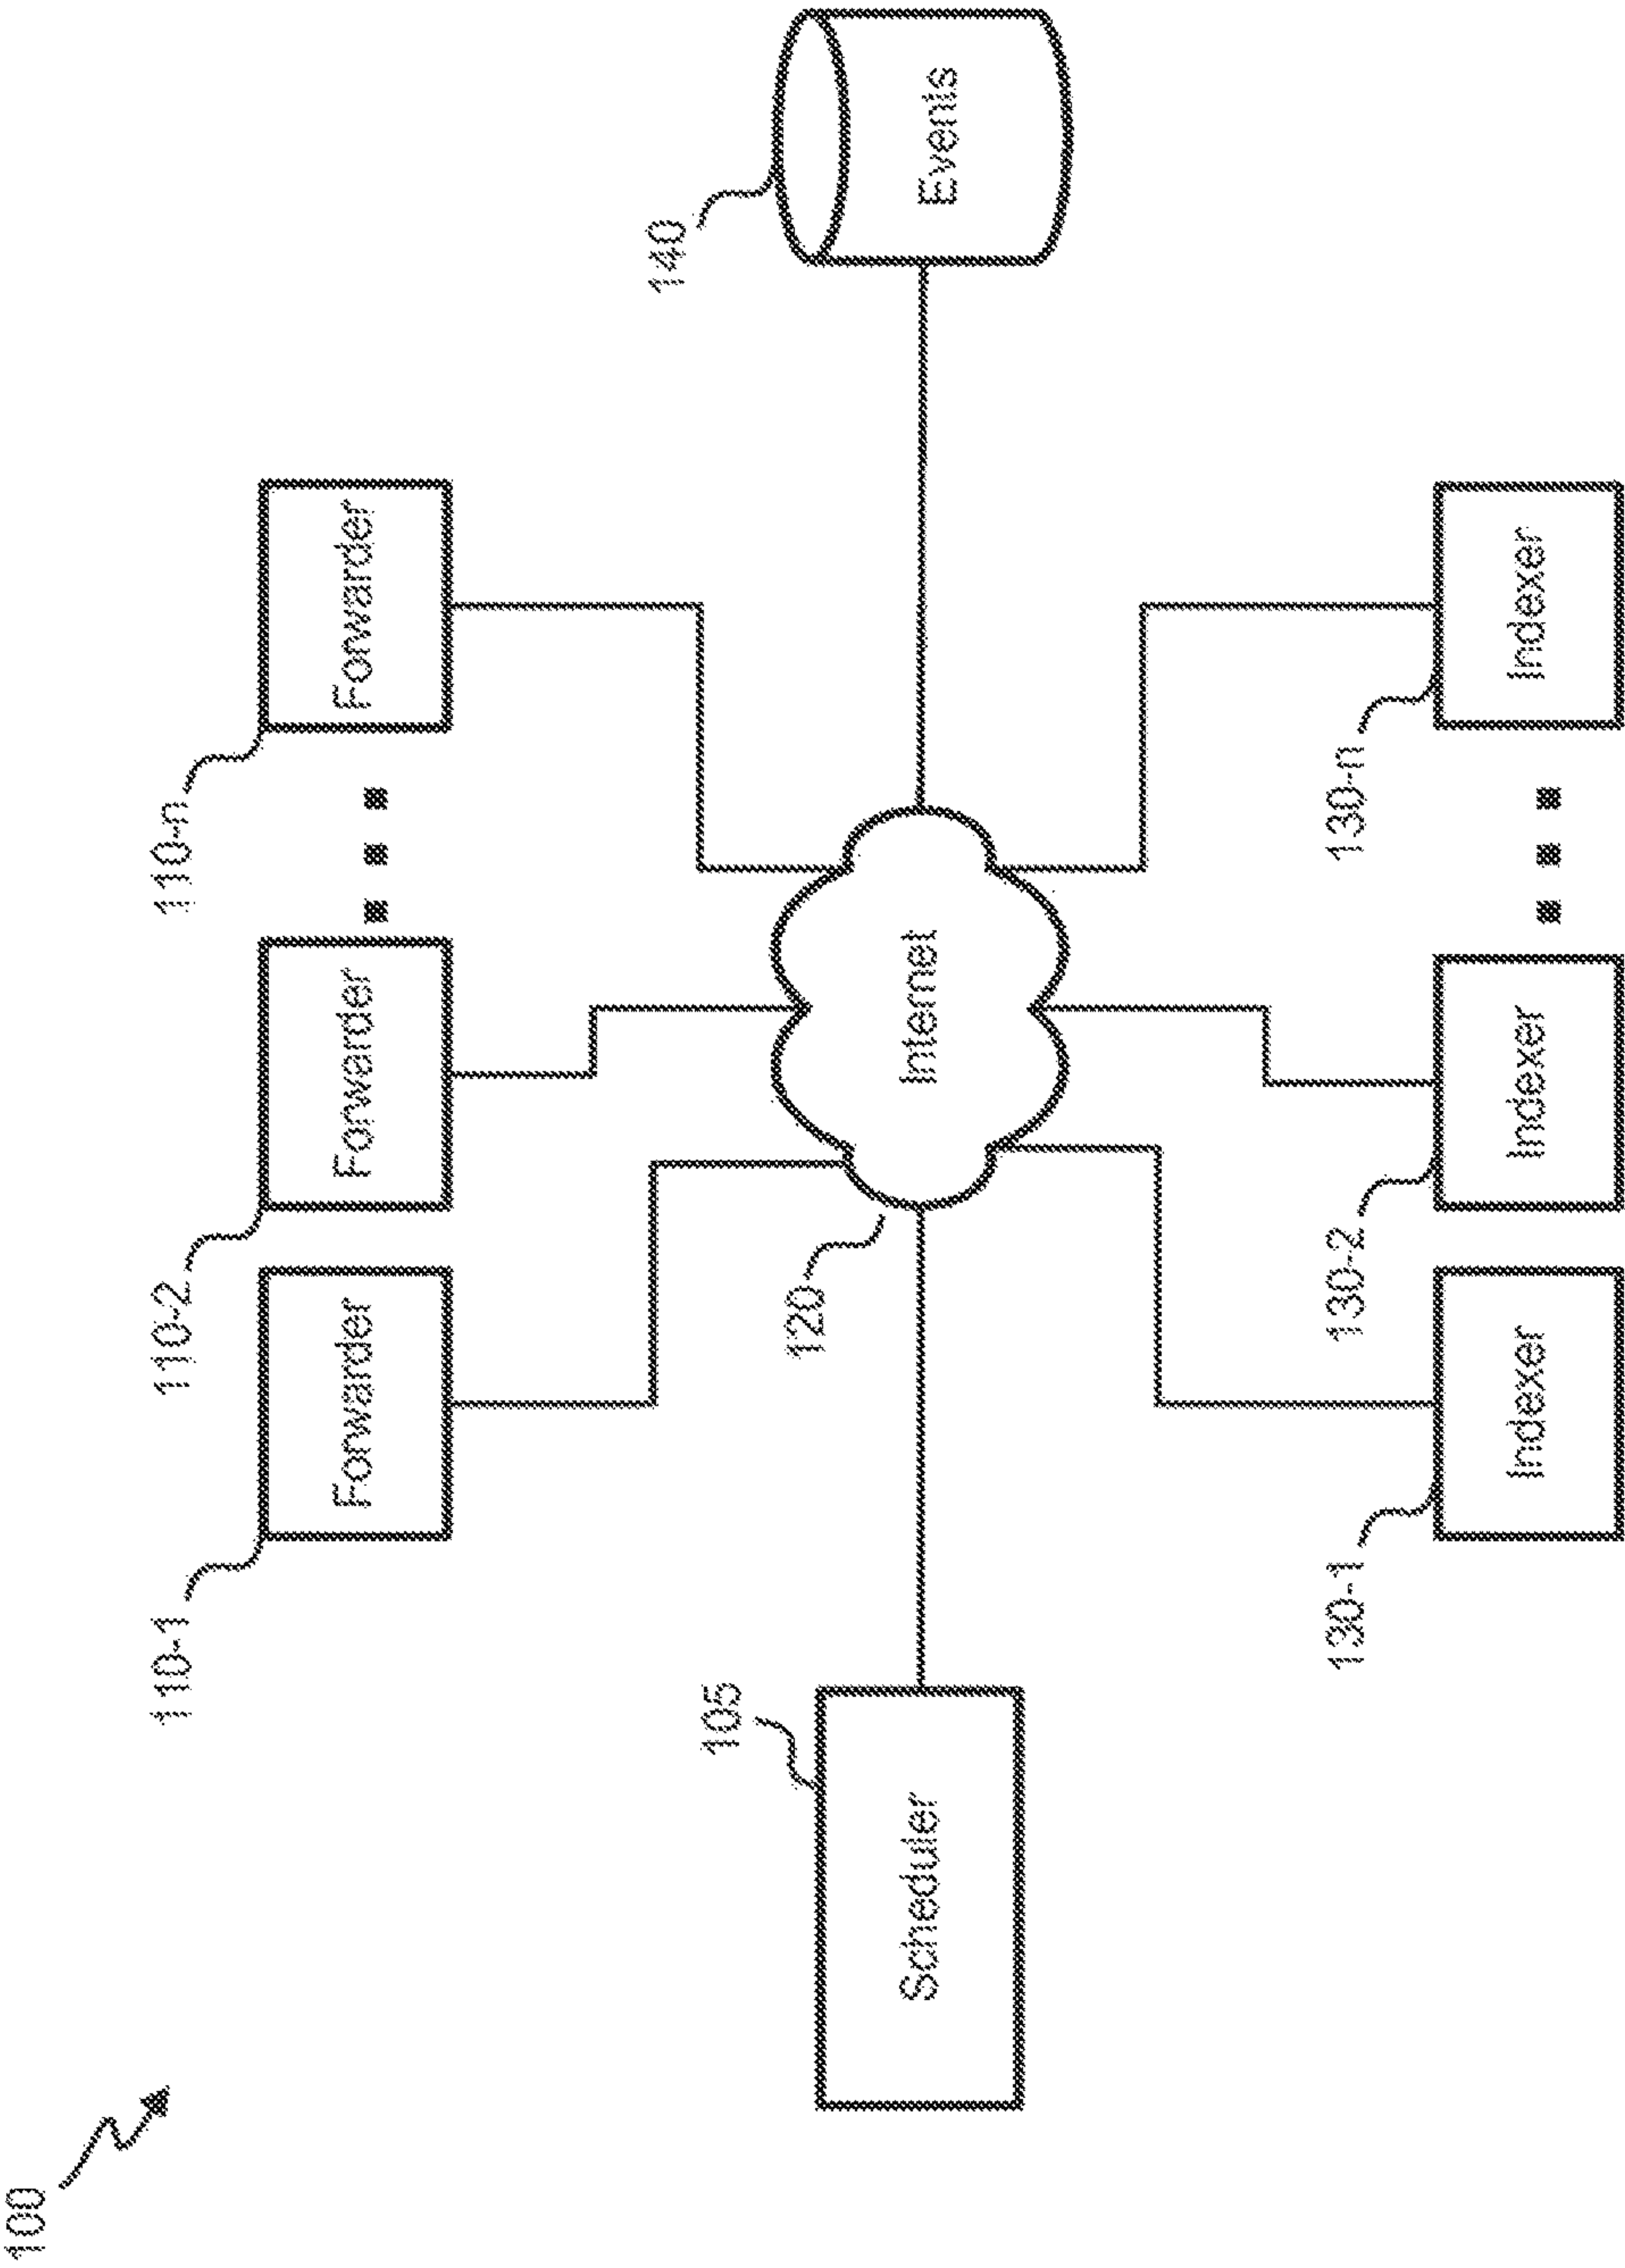 100
110-1
110-2
110-n
Forwarder
Forwarder
Forwarder
140
105
120
Scheduler
Internet
Events
130-1
130-2
130-n
Indexer
Indexer
Indexer